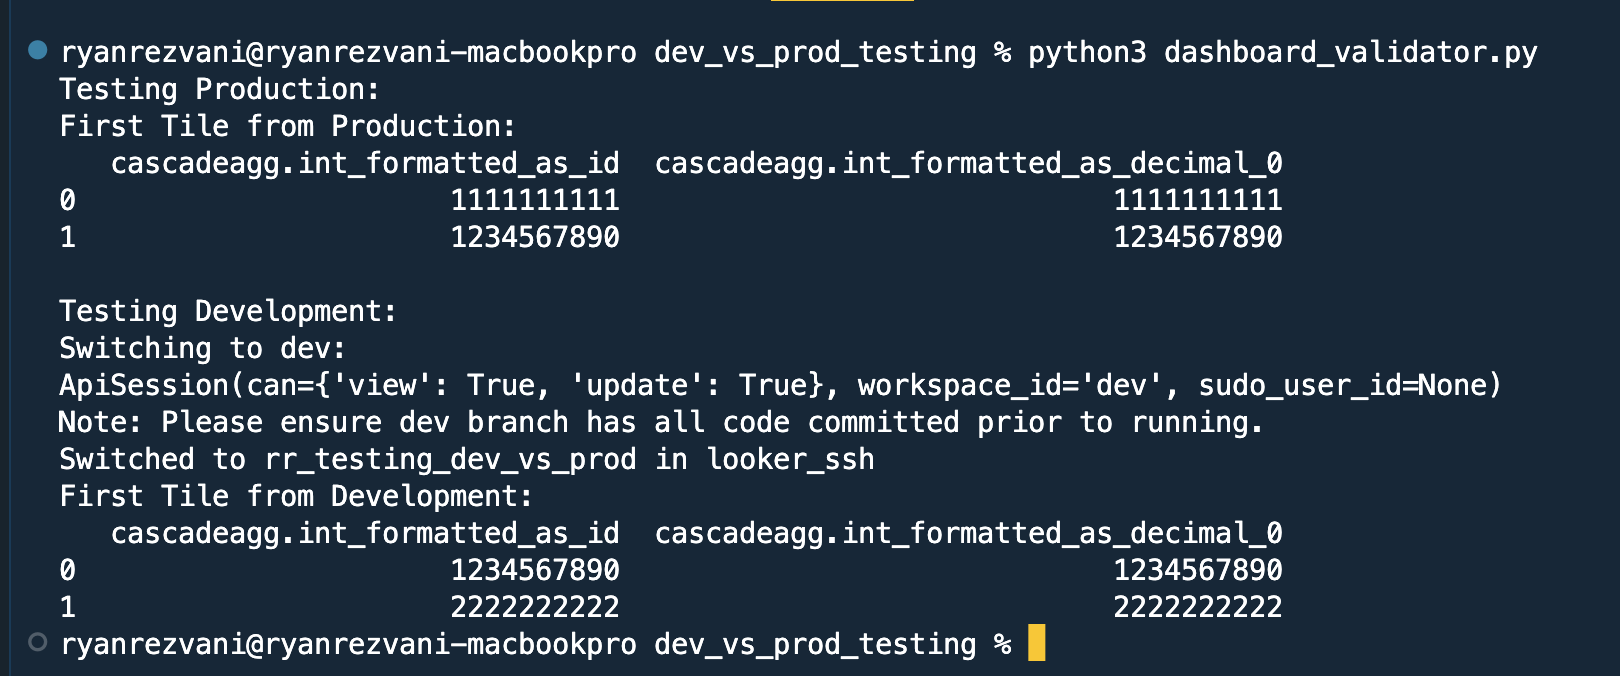 ryanrezvani@ryanrezvani-macbookpro dev_vs_prod_testing % python3 dashboard_validator.py
Testing Production:
First Tile from Production:
   cascadeagg.int_formatted_as_id  cascadeagg.int_formatted_as_decimal_0
0                      1111111111                             1111111111
1                      1234567890                             1234567890

Testing Development:
Switching to dev:
ApiSession(can={'view': True, 'update': True}, workspace_id='dev', sudo_user_id=None)
Note: Please ensure dev branch has all code committed prior to running.
Switched to rr_testing_dev_vs_prod in looker_ssh
First Tile from Development:
   cascadeagg.int_formatted_as_id  cascadeagg.int_formatted_as_decimal_0
0                      1234567890                             1234567890
1                      2222222222                             2222222222
ryanrezvani@ryanrezvani-macbookpro dev_vs_prod_testing %